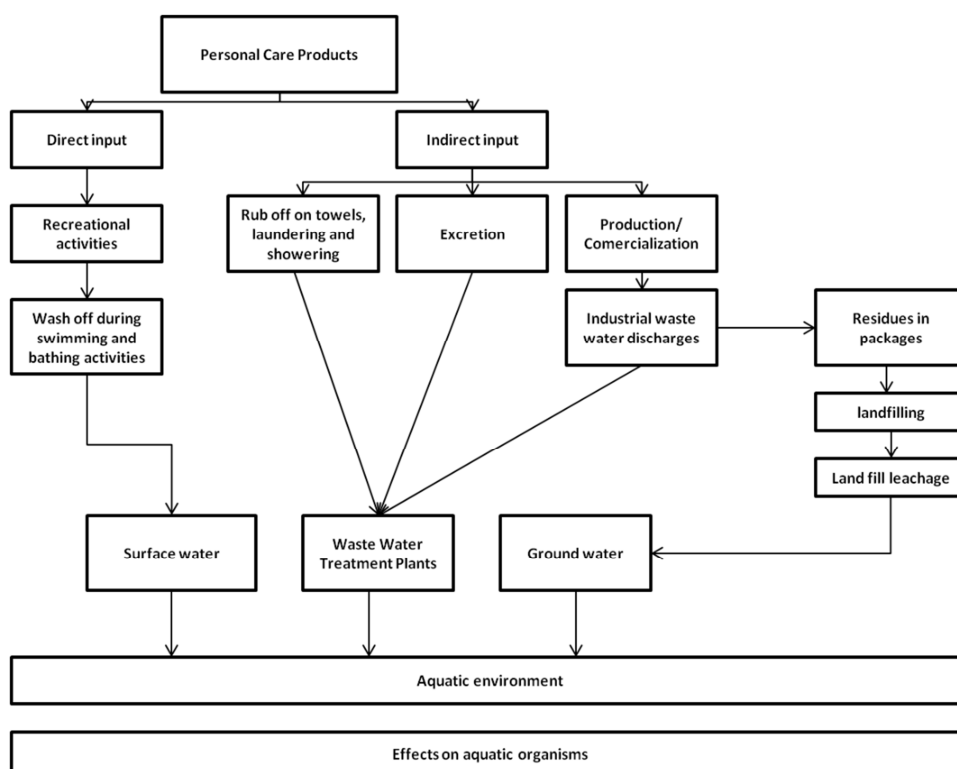 Personal Care Products
Direct input
Indirect input
Recreational
activities
Rub off on towels,
laundering and
showering
Excretion
Production/
Comercialization
Wash off during
swimming and
bathing activities
Industrial waste
water discharges
Residues in
packages
landfilling
Land fill leachage
Surface water
Waste Water
Treatment Plants
Ground water
Aquatic environment
Effects on aquatic organisms